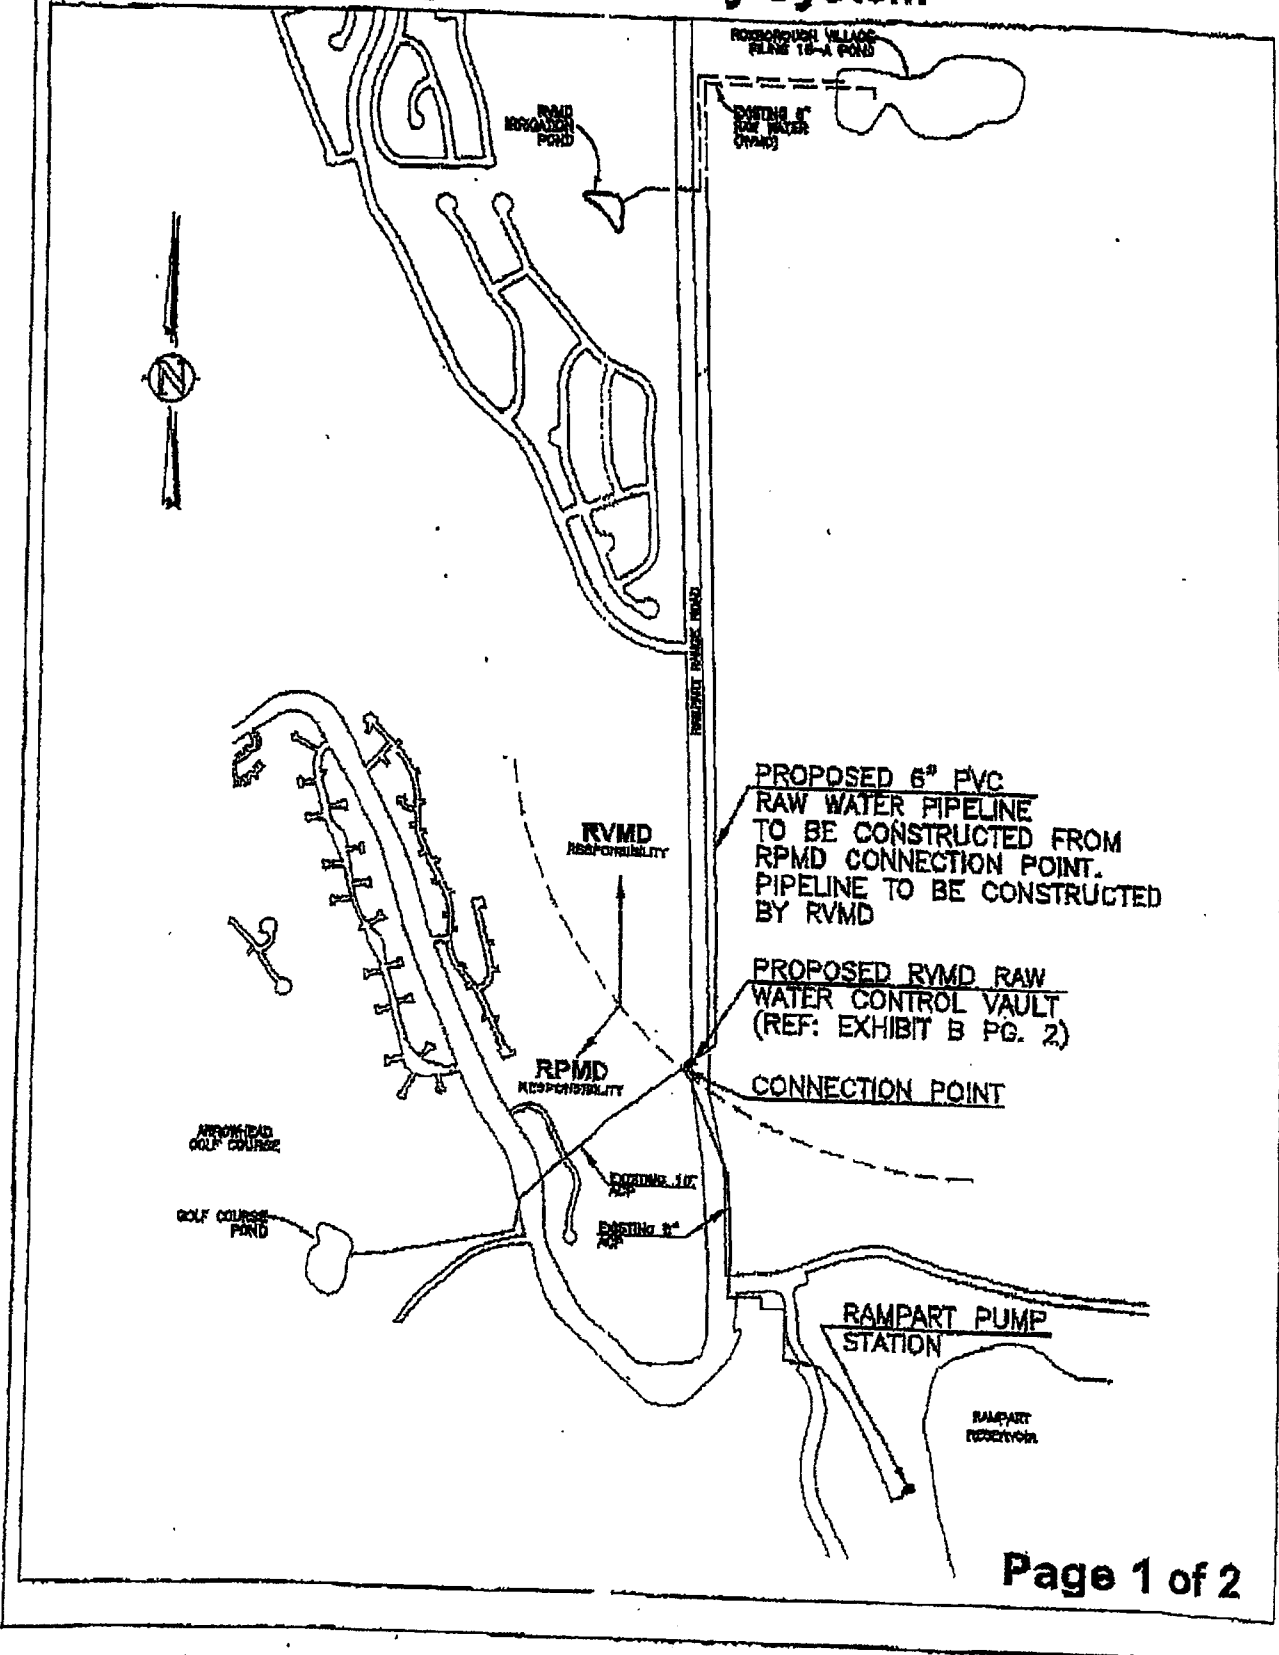 System
ROXBOROUGH VILLAGE
FILING 16-A POND
RVMD
IRRIGATION
POND
EXISTING 8"
RAW WATER
(RVMD)
N
RAMPART RANGE ROAD
PROPOSED 6" PVC
RAW WATER PIPELINE
TO BE CONSTRUCTED FROM
RPMD CONNECTION POINT.
PIPELINE TO BE CONSTRUCTED
BY RVMD
RVMD
RESPONSIBILITY
PROPOSED RVMD RAW
WATER CONTROL VAULT
(REF: EXHIBIT B PG. 2)
RPMD
RESPONSIBILITY
CONNECTION POINT
ARROWHEAD
GOLF COURSE
EXISTING 10"
ACP
GOLF COURSE
POND
EXISTING 8"
ACP
RAMPART PUMP
STATION
RAMPART
RESERVOIR
Page 1 of 2